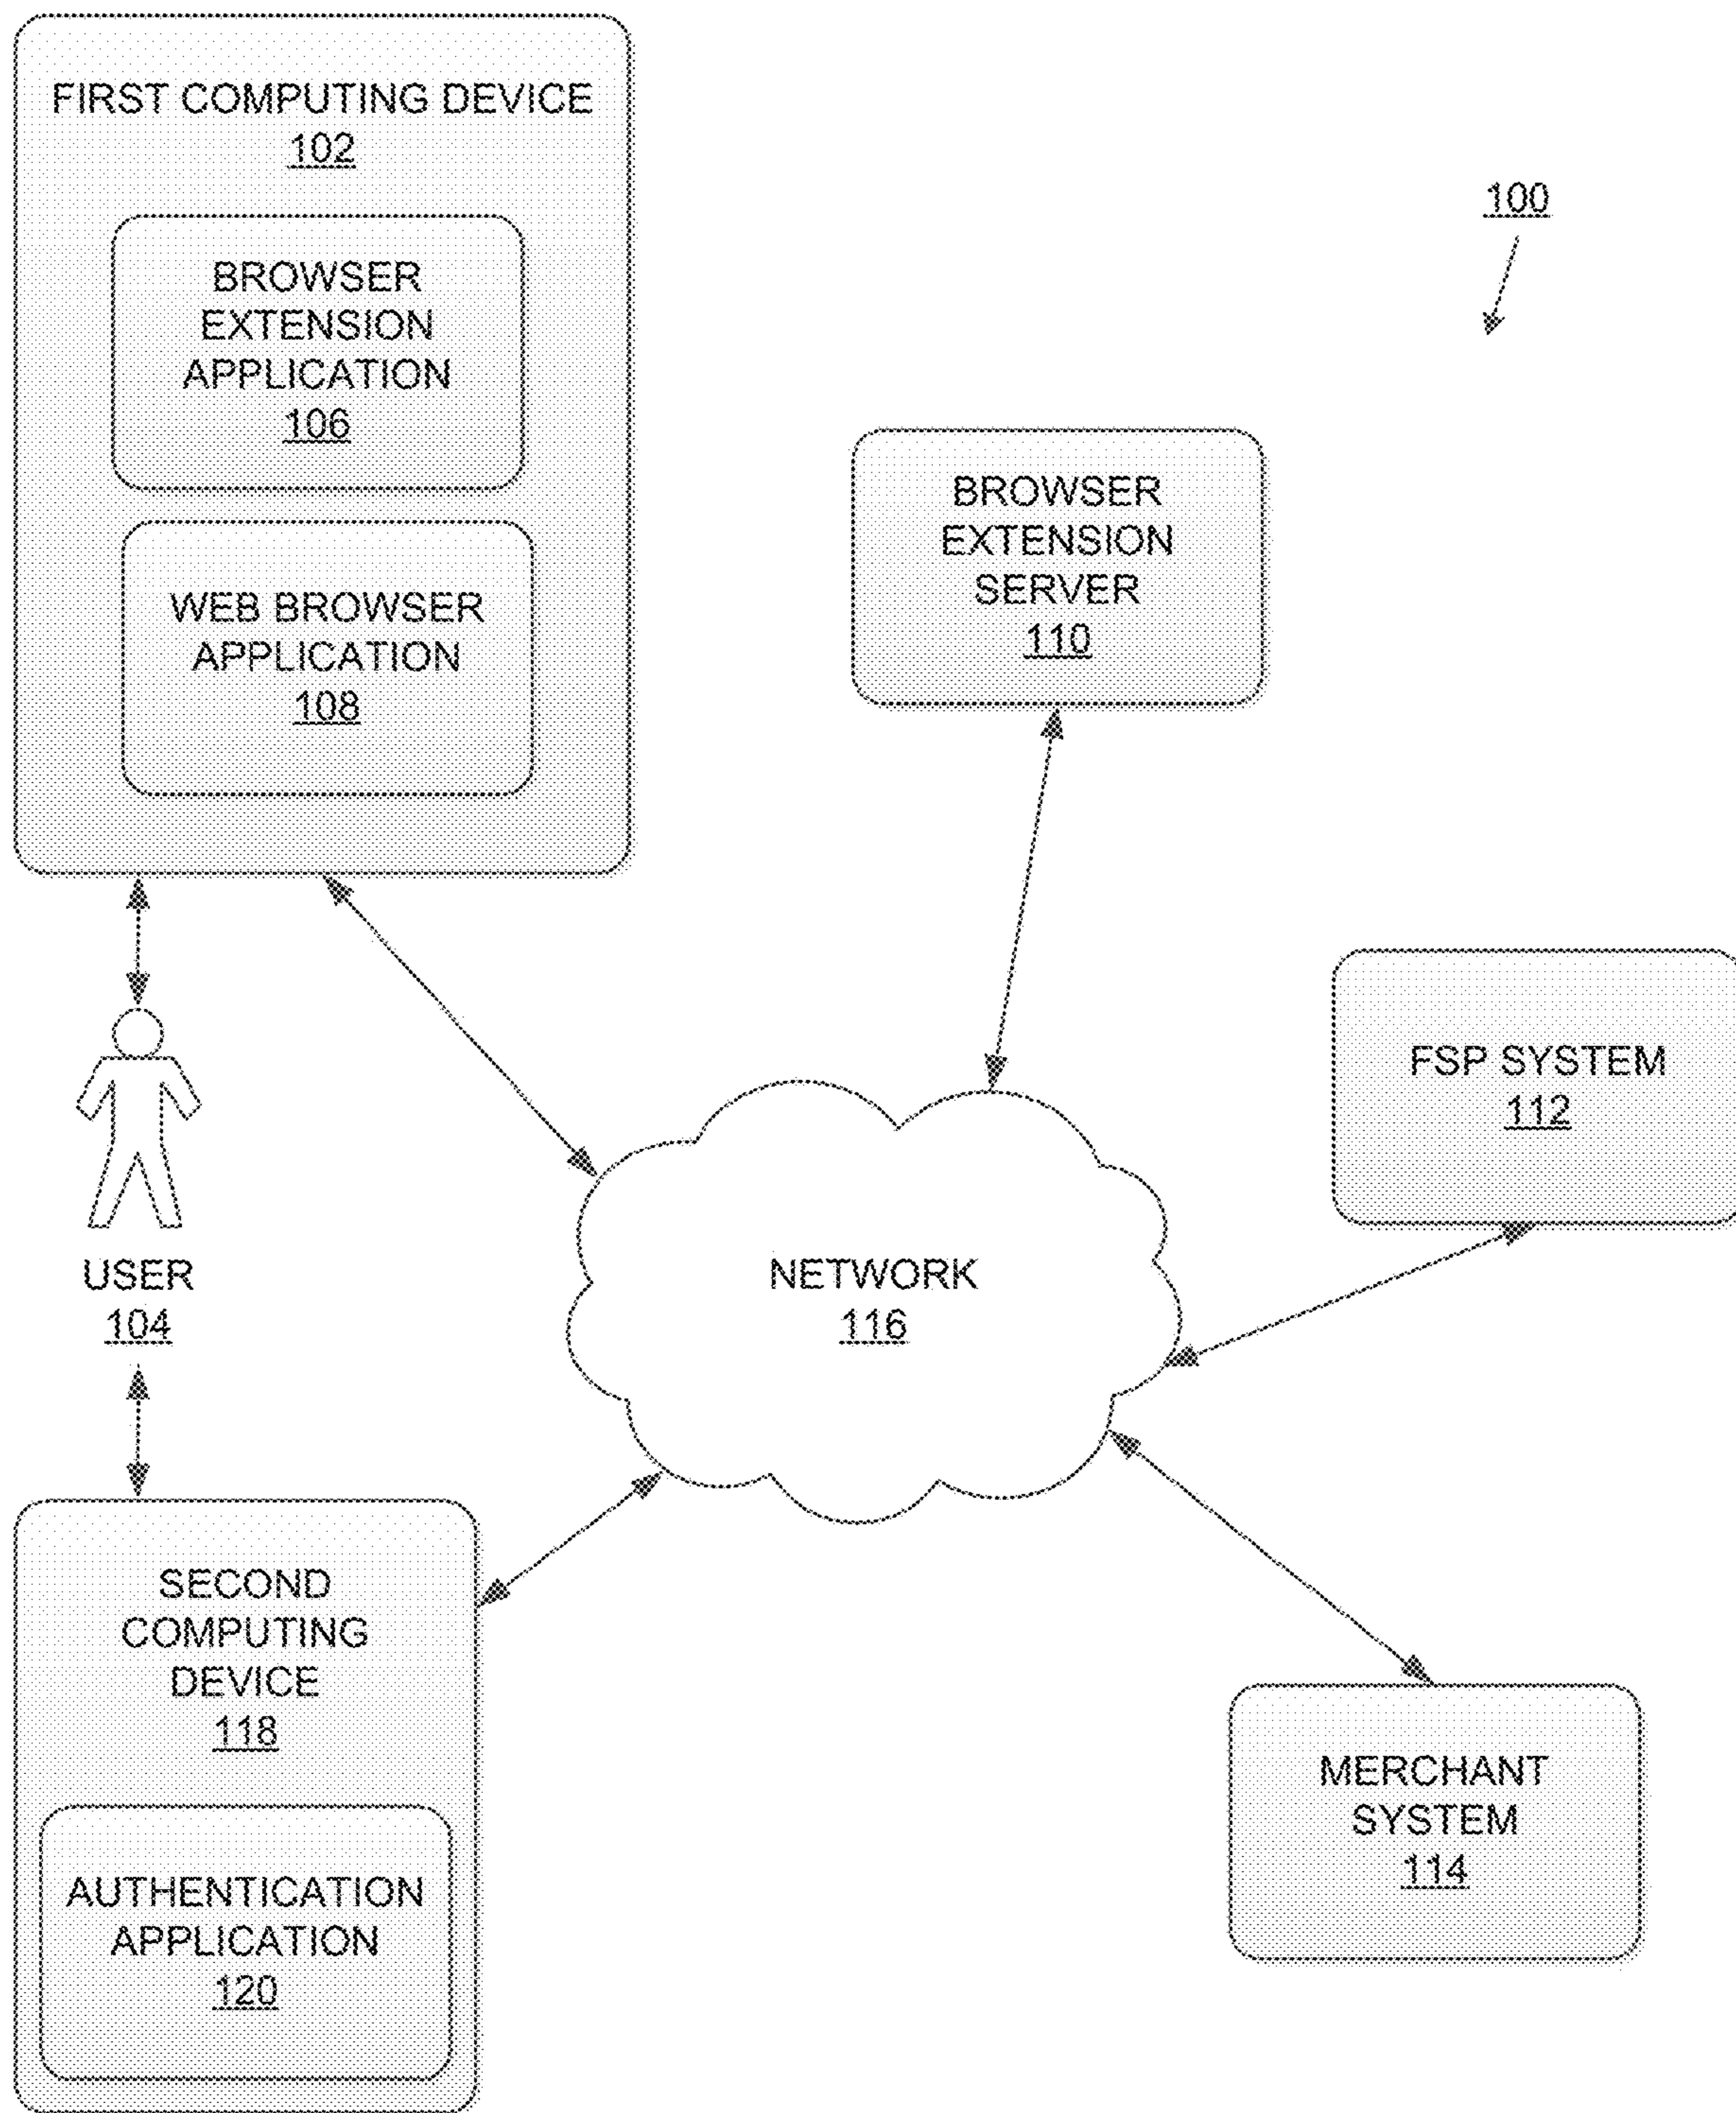 FIRST COMPUTING DEVICE
102
BROWSER
EXTENSION
APPLICATION
106
WEB BROWSER
APPLICATION
108
100
BROWSER
EXTENSION
SERVER
110
FSP SYSTEM
112
USER
104
NETWORK
116
SECOND
COMPUTING
DEVICE
118
AUTHENTICATION
APPLICATION
120
MERCHANT
SYSTEM
114